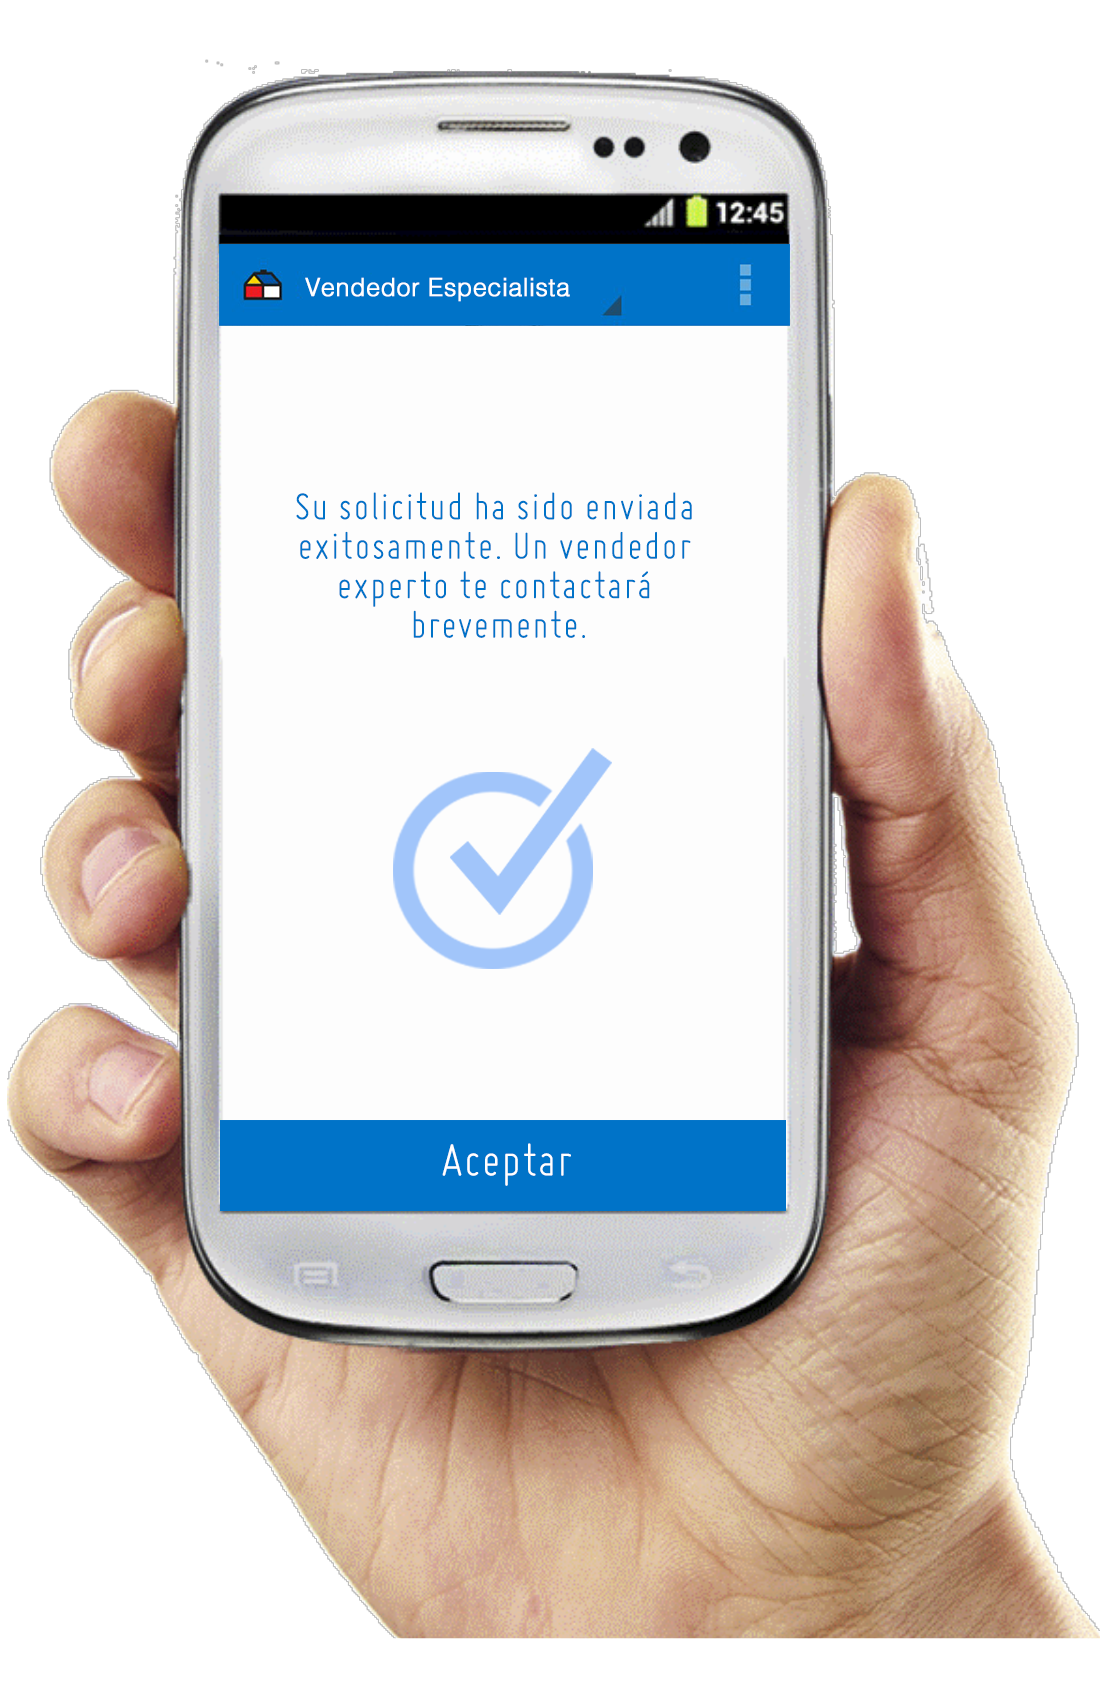 12:45
Vendedor Especialista
Su solicitud ha sido enviada
exitosamente. Un vendedor
experto te contactará
brevemente.
Aceptar